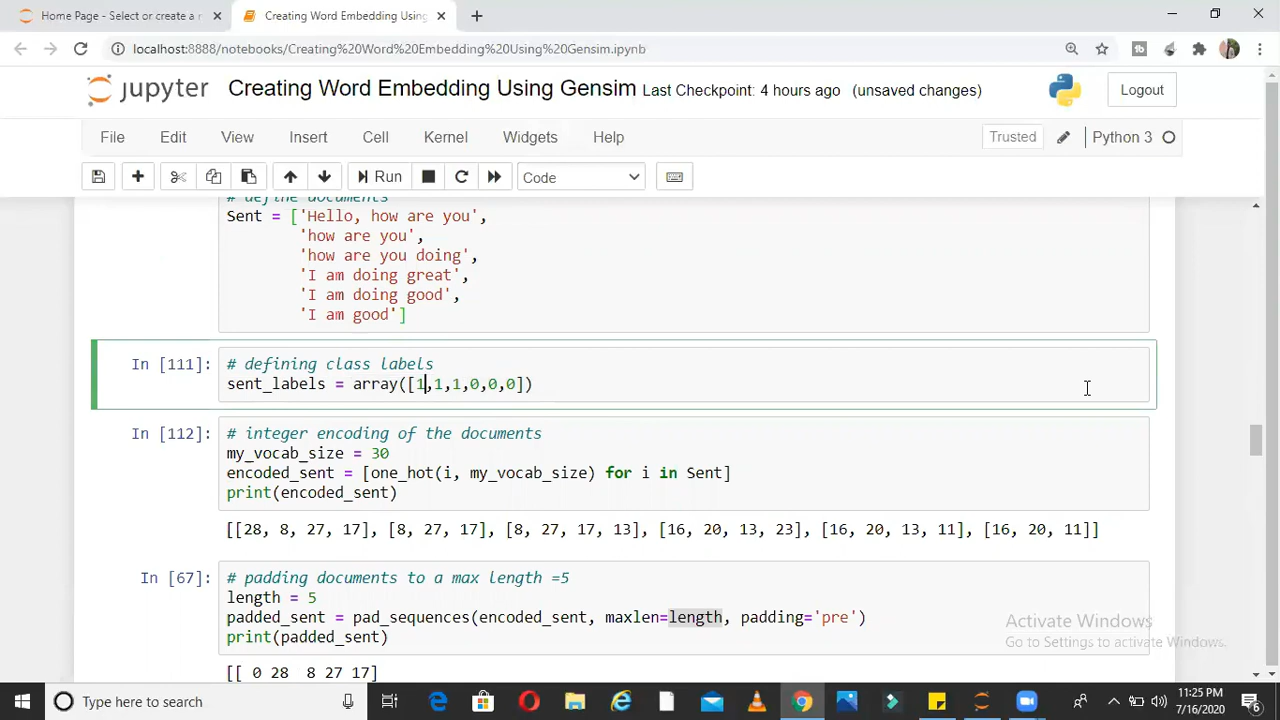 Home Page - Select or create a n
Creating Word Embedding Using
localhost:8888/notebooks/Creating%20Word%20Embedding%20Using%20Gensim.ipynb
jupyter Creating Word Embedding Using Gensim Last Checkpoint: 4 hours ago (unsaved changes) Logout
File Edit View Insert Cell Kernel Widgets Help Trusted Python 3
Run Code
# define documents
Sent = ['Hello, how are you',
'how are you',
'how are you doing',
'I am doing great',
'I am doing good',
'I am good']
In [111]: # defining class labels
sent_labels = array([1,1,1,0,0,0])
In [112]: # integer encoding of the documents
my_vocab_size = 30
encoded_sent = [one_hot(i, my_vocab_size) for i in Sent]
print(encoded_sent)
[[28, 8, 27, 17], [8, 27, 17], [8, 27, 17, 13], [16, 20, 13, 23], [16, 20, 13, 11], [16, 20, 11]]
In [67]: # padding documents to a max length =5
length = 5
padded_sent = pad_sequences(encoded_sent, maxlen=length, padding='pre')
print(padded_sent)
Activate Windows
Go to Settings to activate Windows.
[[ 0 28 8 27 17]
Type here to search
11:25 PM
7/16/2020
6